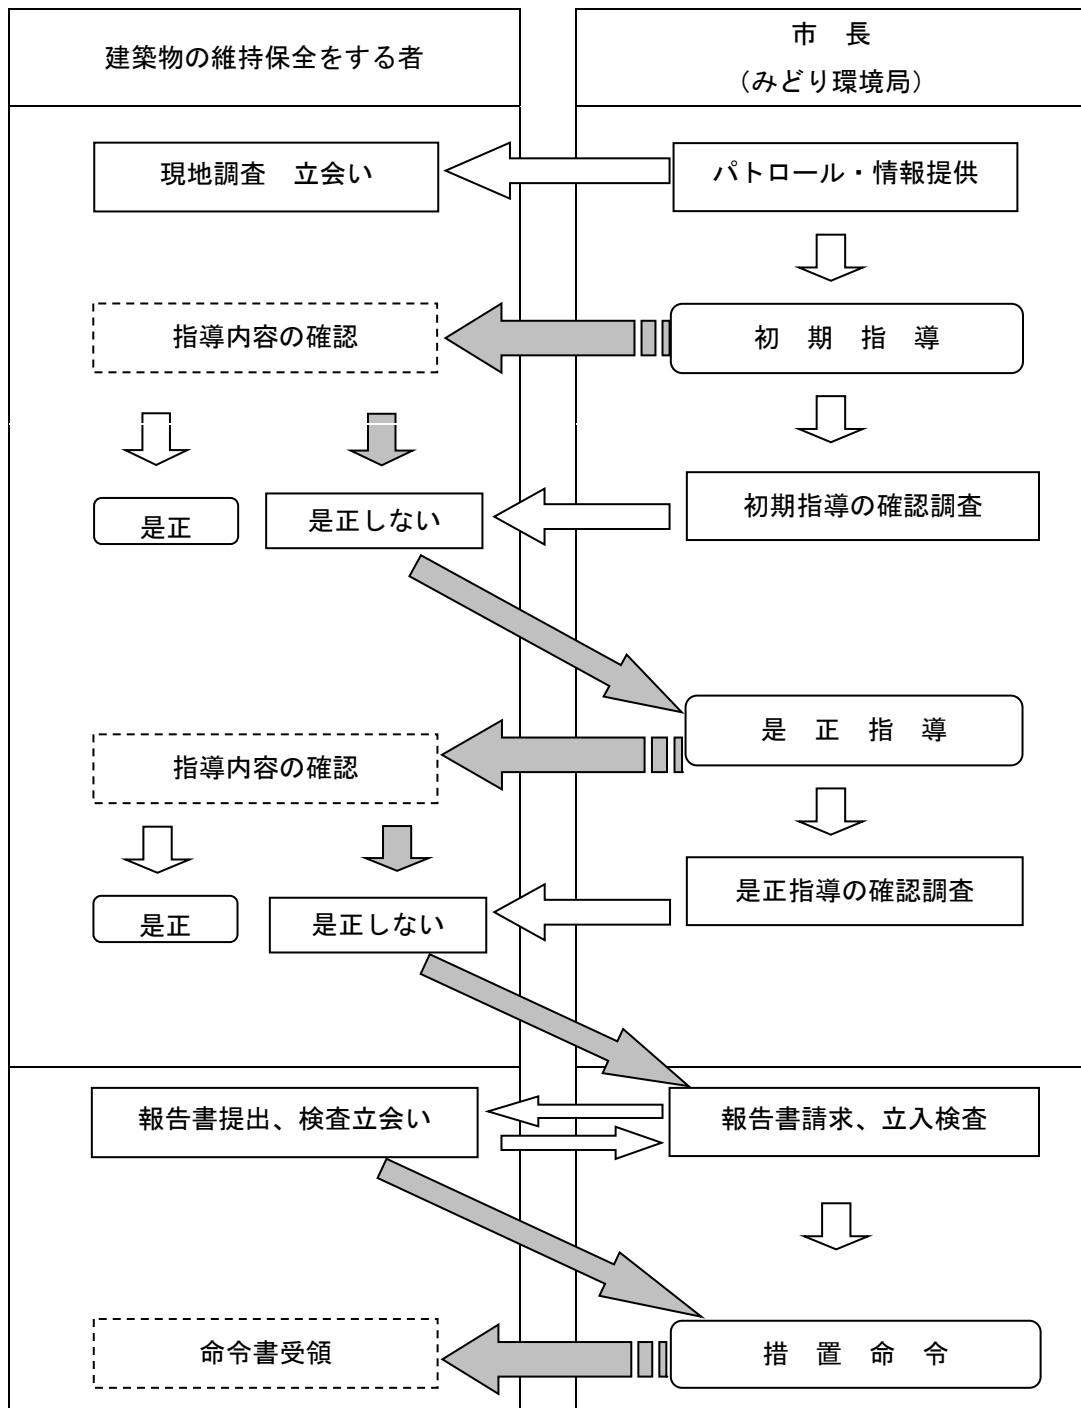 建築物の維持保全をする者
市　長
（みどり環境局）
現地調査　立会い
パトロール・情報提供
指導内容の確認
初　期　指　導
是正
是正しない
初期指導の確認調査
是　正　指　導
指導内容の確認
是正指導の確認調査
是正
是正しない
報告書提出、検査立会い
報告書請求、立入検査
命令書受領
措　置　命　令